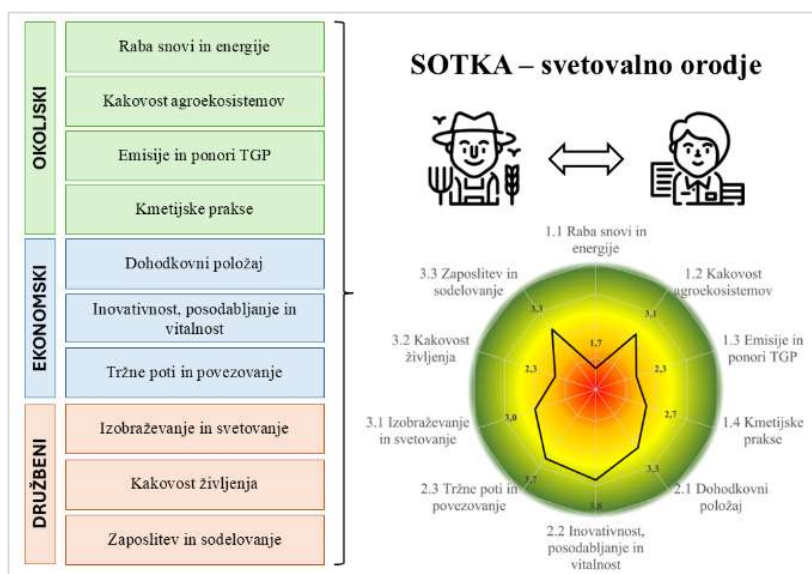 OKOLJSKI
Raba snovi in energije
Kakovost agroekosistemov
Emisije in ponori TGP
Kmetijske prakse
EKONOMSKI
Dohodkovni položaj
Inovativnost, posodabljanje in
vitalnost
Tržne poti in povezovanje
DRUŽBENI
Izobraževanje in svetovanje
Kakovost življenja
Zaposlitev in sodelovanje
SOTKA – svetovalno orodje
1.1 Raba snovi in
energije
1.2 Kakovost
agroekosistemov
1.3 Emisije in
ponori TGP
1.4 Kmetijske
prakse
2.1 Dohodkovni
položaj
2.2 Inovativnost,
posodabljanje in
vitalnost
2.3 Tržne poti in
povezovanje
3.1 Izobraževanje
in svetovanje
3.2 Kakovost
življenja
3.3 Zaposlitev in
sodelovanje
1,7
3,1
2,3
2,7
3,3
3,8
3,7
3,0
2,3
3,3